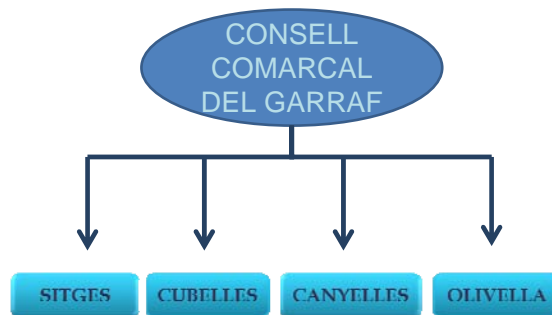 CONSELL
COMARCAL
DEL GARRAF
SITGES CUBELLES CANYELLES OLIVELLA